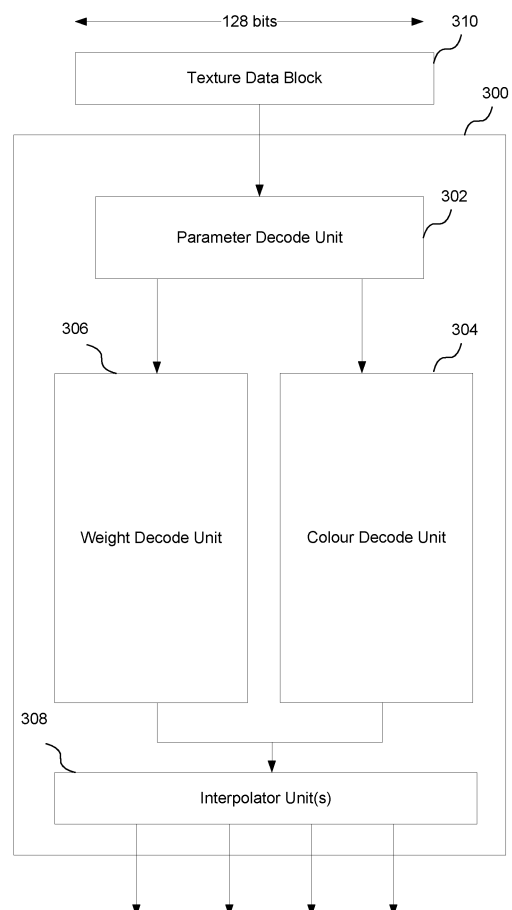 128 bits
310
Texture Data Block
300
302
Parameter Decode Unit
306
304
Weight Decode Unit
Colour Decode Unit
308
Interpolator Unit(s)